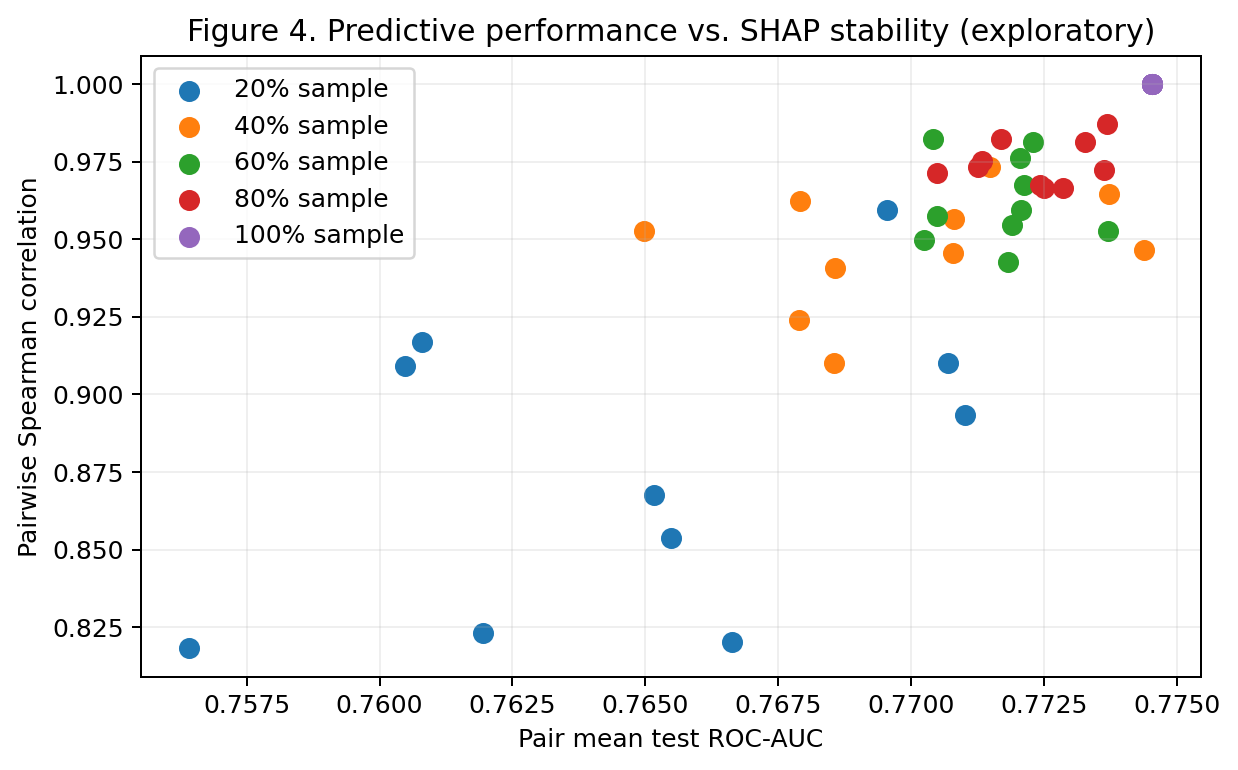 Figure 4. Predictive performance vs. SHAP stability (exploratory)
1.000
0.975
0.950
0.925
0.900
0.875
0.850
0.825
Pairwise Spearman correlation
20% sample
40% sample
60% sample
80% sample
100% sample
0.7575 0.7600 0.7625 0.7650 0.7675 0.7700 0.7725 0.7750
Pair mean test ROC-AUC